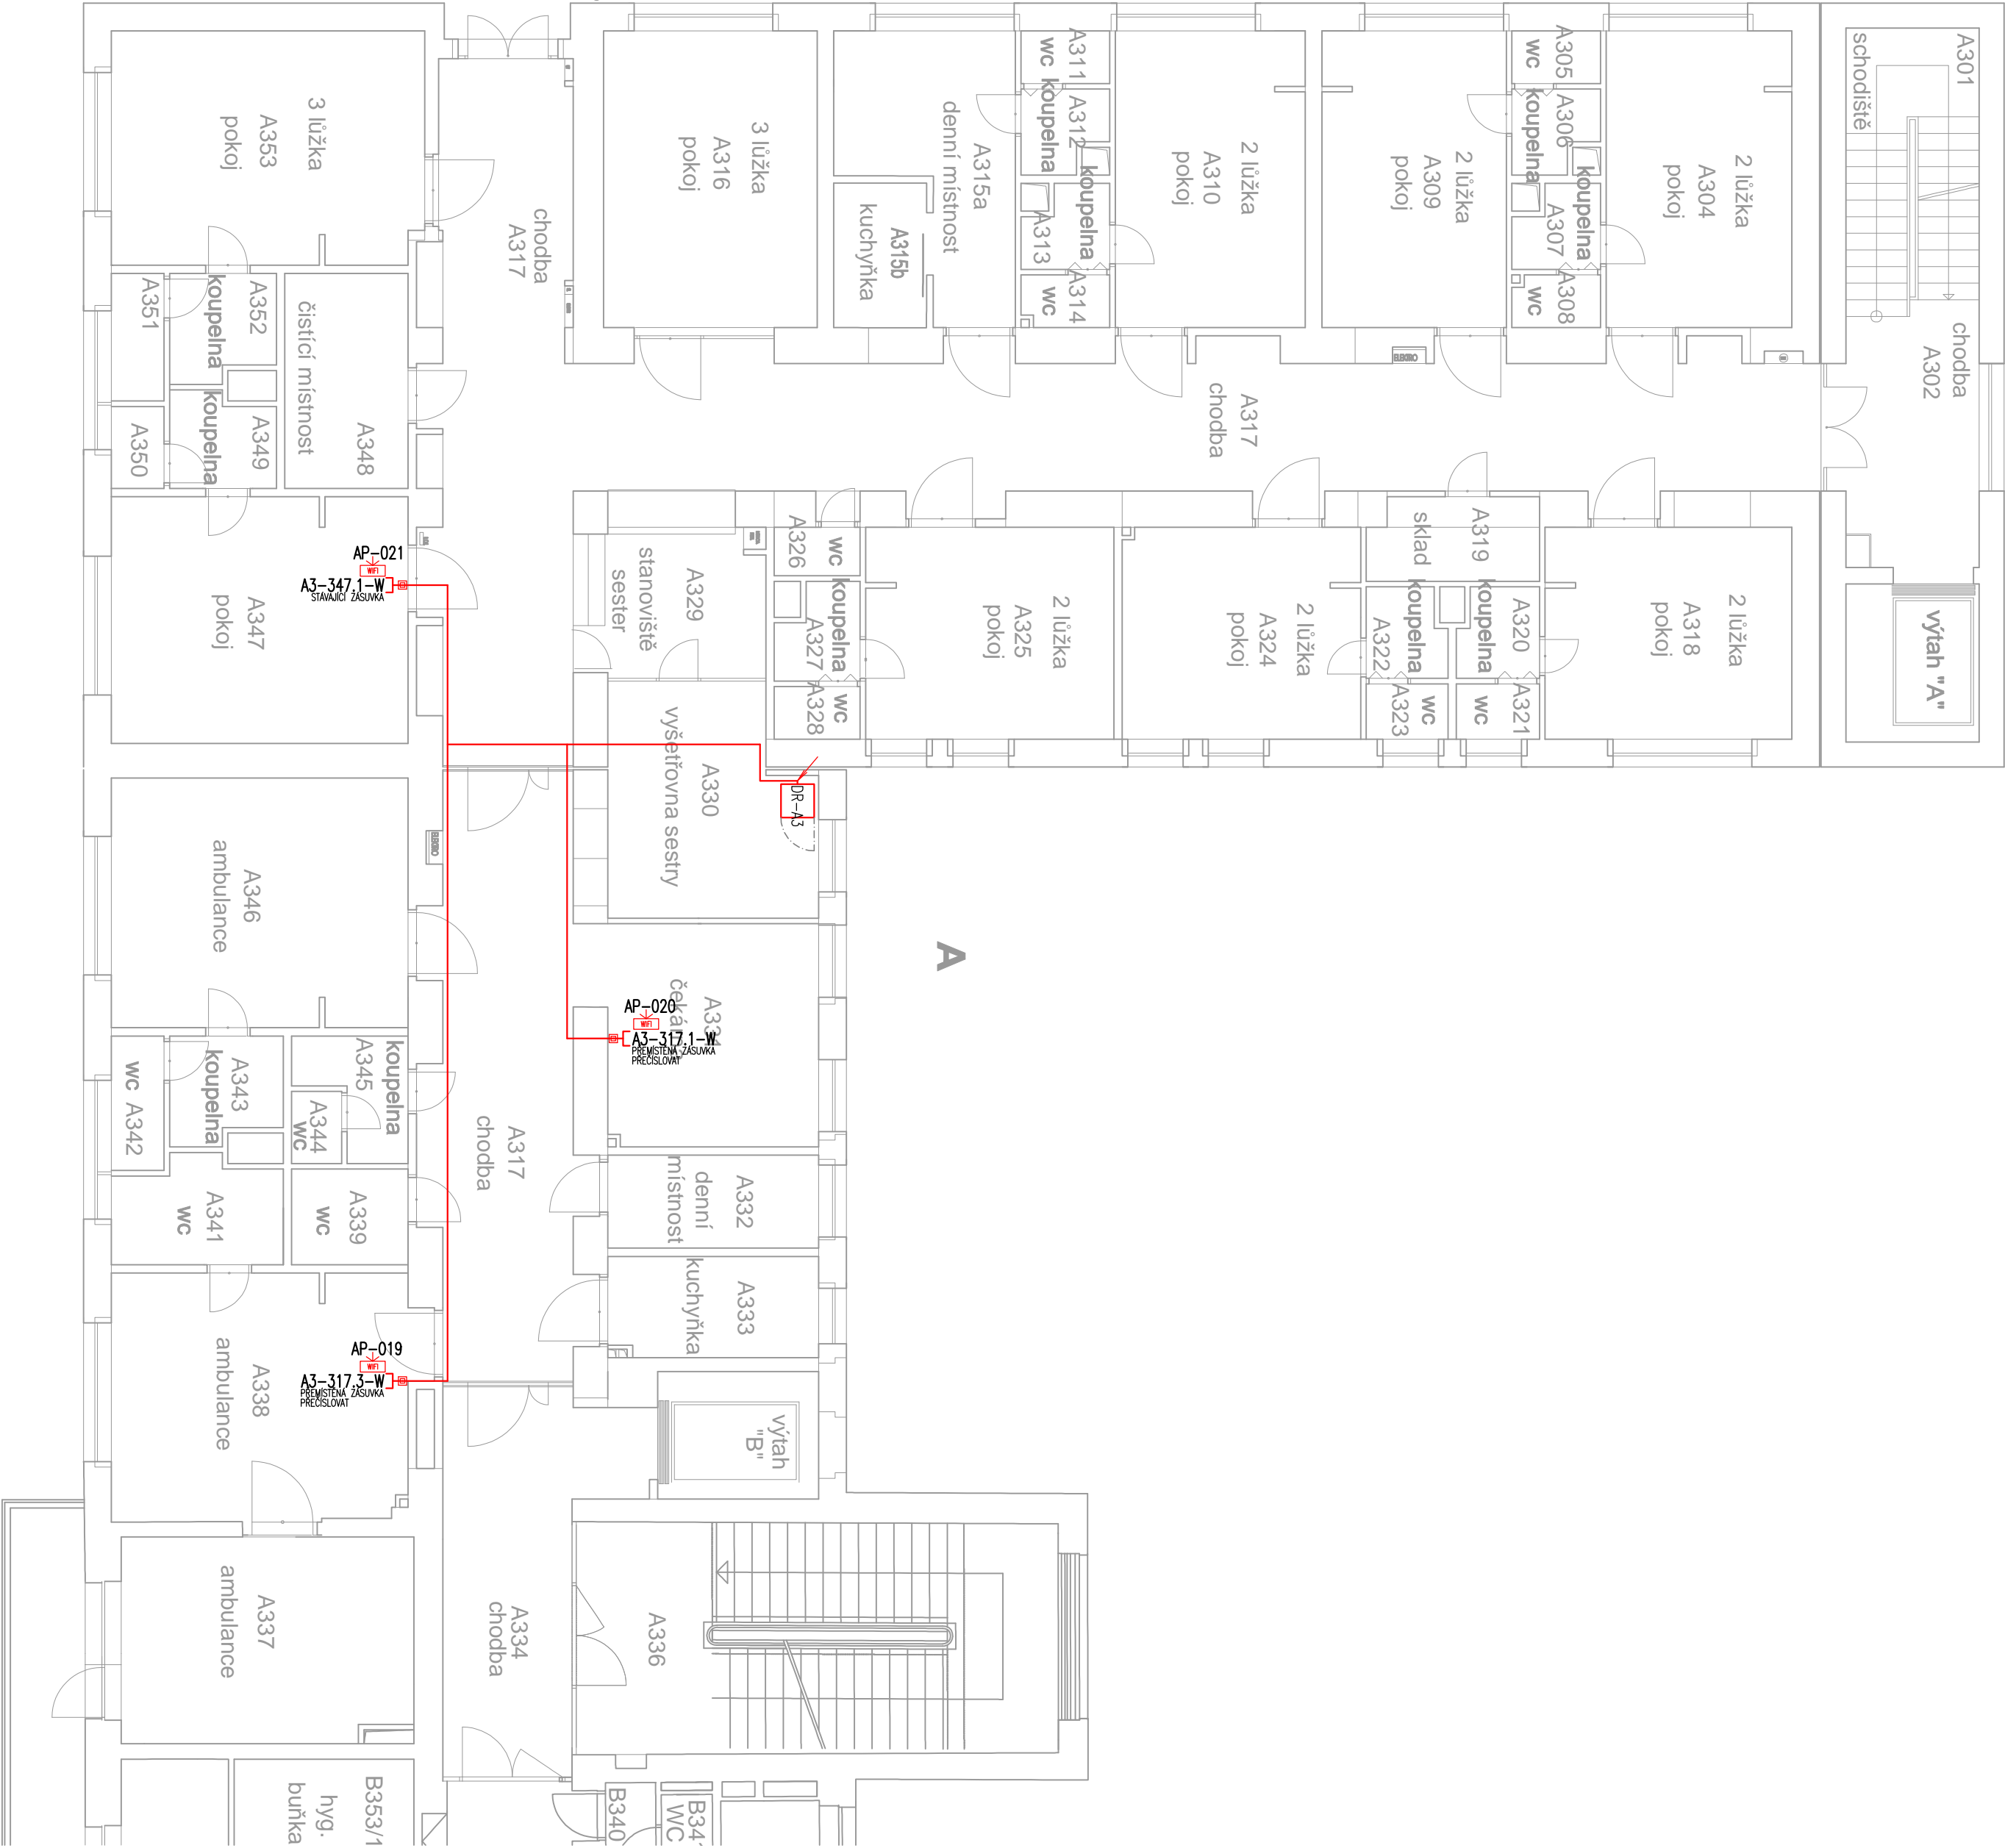 A301
schodiště
chodba
A302
výtah "A"
2 lůžka
A304
pokoj
A305
WC
A306
koupelna
A307
koupelna
A308
WC
2 lůžka
A309
pokoj
2 lůžka
A310
pokoj
A311
WC
A312
koupelna
A313
koupelna
A314
WC
A315a
denní místnost
A315b
kuchyňka
3 lůžka
A316
pokoj
chodba
A317
3 lůžka
A353
pokoj
A317
chodba
ELEKTRO
A352
koupelna
A351
A349
koupelna
A350
A348
čistící místnost
2 lůžka
A318
pokoj
A319
sklad
A320
koupelna
A321
WC
A322
koupelna
A323
WC
2 lůžka
A324
pokoj
2 lůžka
A325
pokoj
A326
WC
A327
koupelna
A328
WC
A329
stanoviště
sester
A330
vyšetřovna sestry
DR-A3
AP-021
WIFI
A3-347.1-W
STÁVAJÍCÍ ZÁSUVKA
A347
pokoj
A346
ambulance
ELEKTRO
A
AP-020
WIFI
A3-317.1-W
PŘEMÍSTĚNÁ ZÁSUVKA
PŘEČÍSLOVAT
koupelna
A345
A344
WC
A343
koupelna
WC A342
A341
WC
A339
WC
A317
chodba
A332
denní
místnost
A333
kuchyňka
AP-019
WIFI
A3-317.3-W
PŘEMÍSTĚNÁ ZÁSUVKA
PŘEČÍSLOVAT
A338
ambulance
výtah
"B"
A337
ambulance
A334
chodba
A336
B353/1
hyg.
buňka
B340
WC